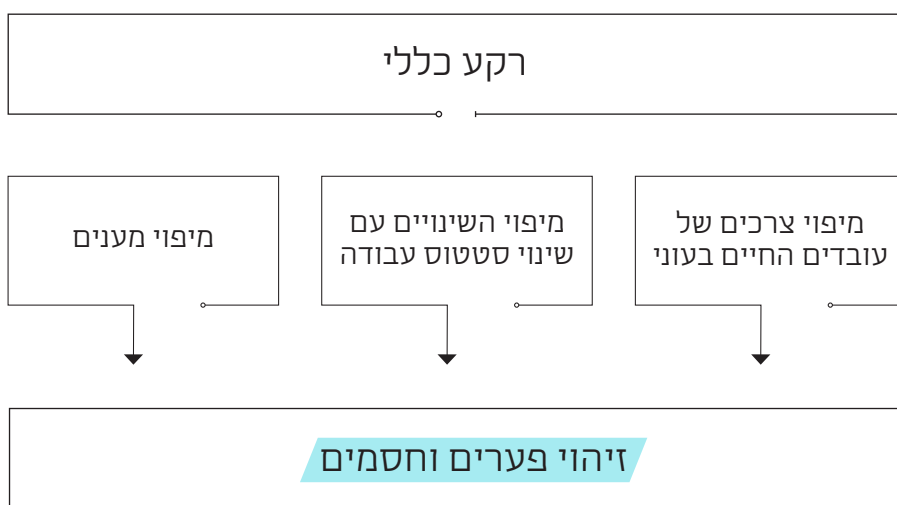 רקע כללי
מיפוי צרכים של
עובדים החיים בעוני
מיפוי השינויים עם
שינוי סטטוס עבודה
מיפוי מענים
זיהוי פערים וחסמים